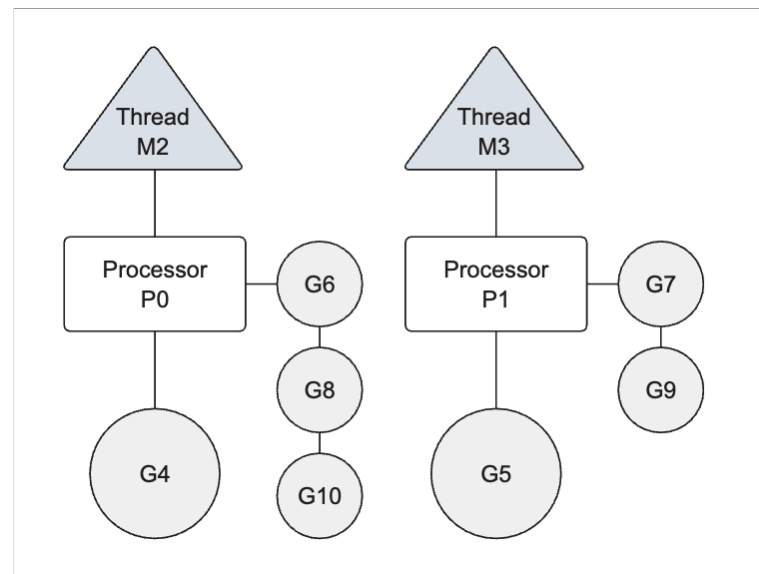 Thread
M2
Thread
M3
Processor
P0
G6
Processor
P1
G7
G8
G9
G4
G10
G5